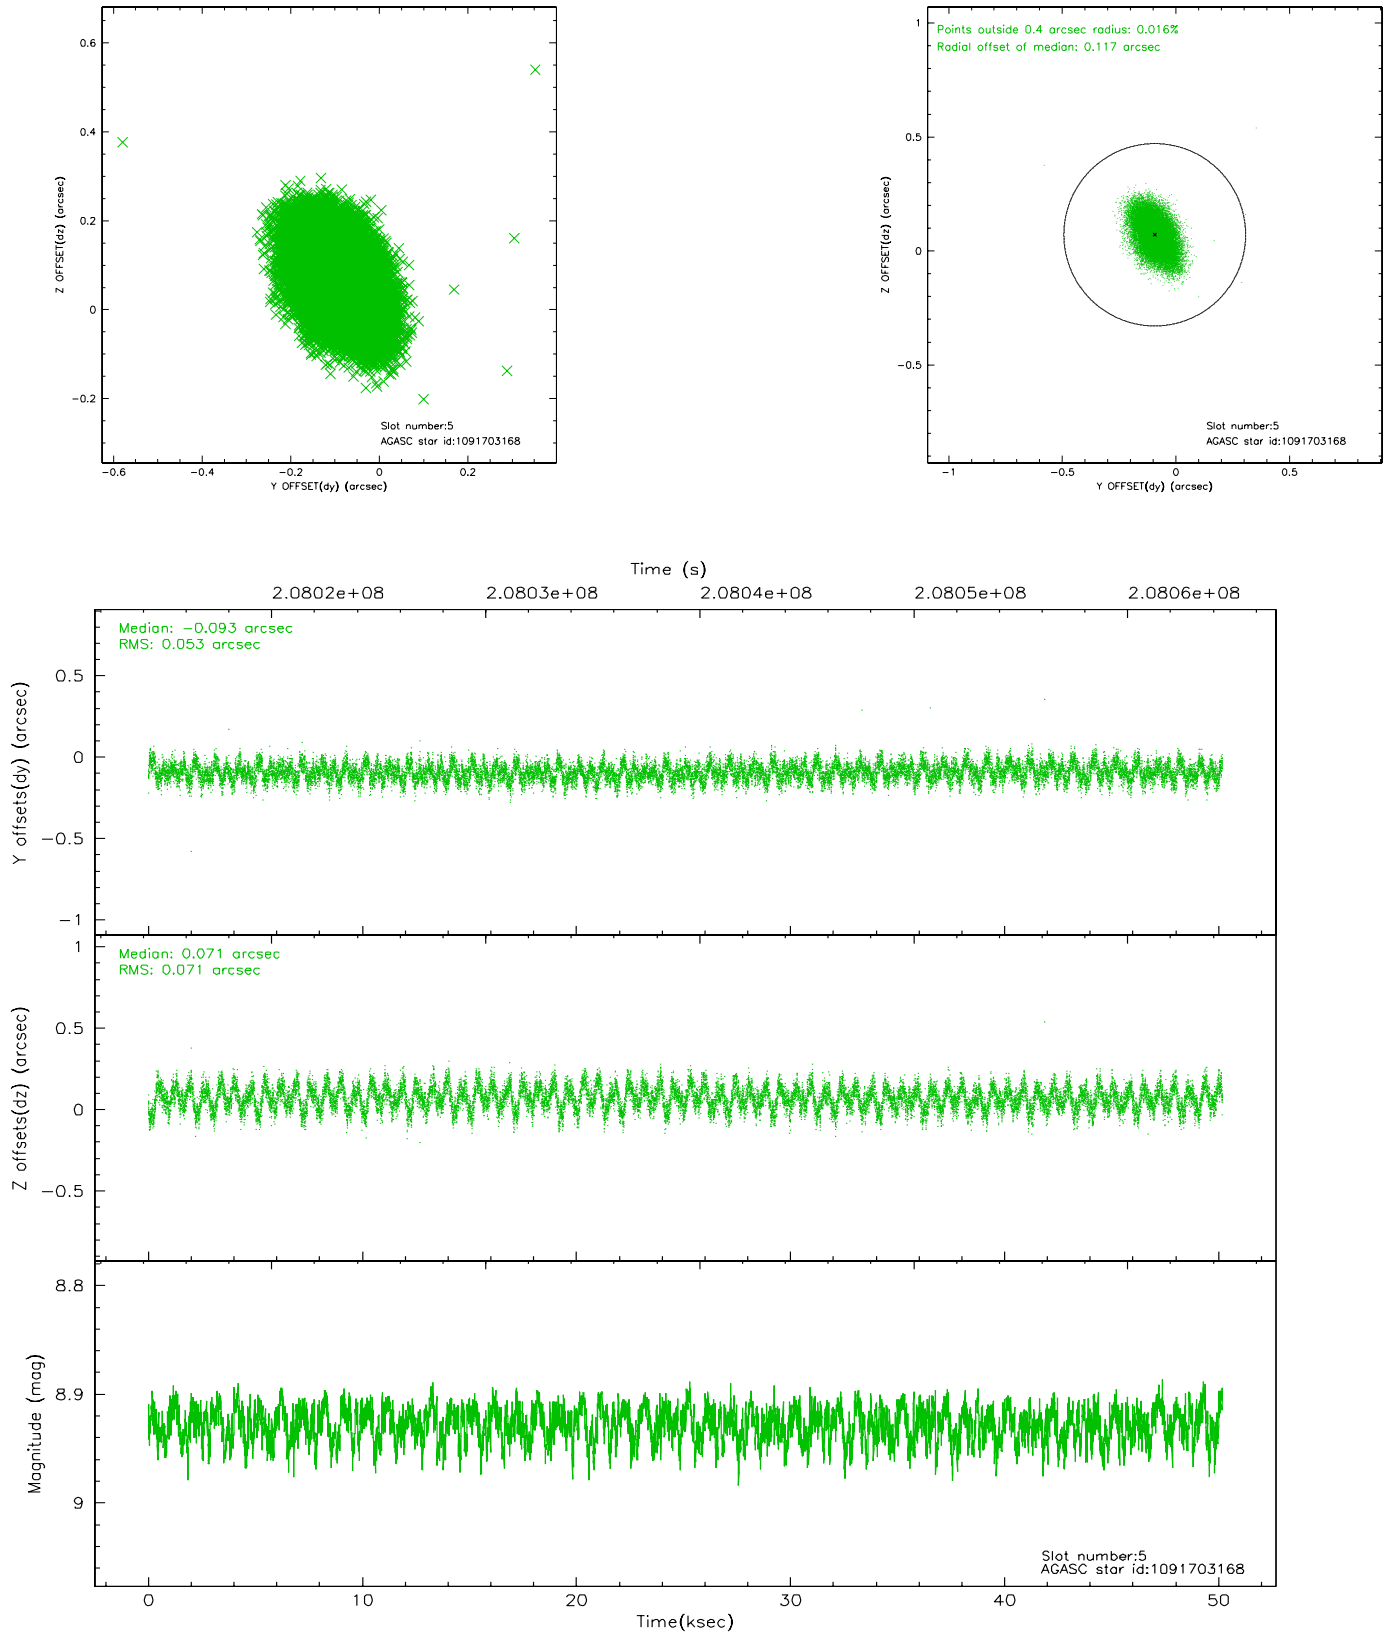 0.6
0.4
0.2
0
−0.2
Z OFFSET(dz) (arcsec)
Slot number:5
AGASC star id:1091703168
−0.6 −0.4 −0.2 0 0.2
Y OFFSET(dy) (arcsec)
Points outside 0.4 arcsec radius: 0.016%
Radial offset of median: 0.117 arcsec
1
0.5
0
−0.5
Z OFFSET(dz) (arcsec)
Slot number:5
AGASC star id:1091703168
−1 −0.5 0 0.5
Y OFFSET(dy) (arcsec)
Time (s)
2.0802e+08 2.0803e+08 2.0804e+08 2.0805e+08 2.0806e+08
Median: −0.093 arcsec
RMS: 0.053 arcsec
0.5
0
−0.5
−1
Y offsets(dy) (arcsec)
Median: 0.071 arcsec
RMS: 0.071 arcsec
1
0.5
0
−0.5
Z offsets(dz) (arcsec)
8.8
8.9
9
Magnitude (mag)
Slot number:5
AGASC star id:1091703168
0 10 20 30 40 50
Time(ksec)